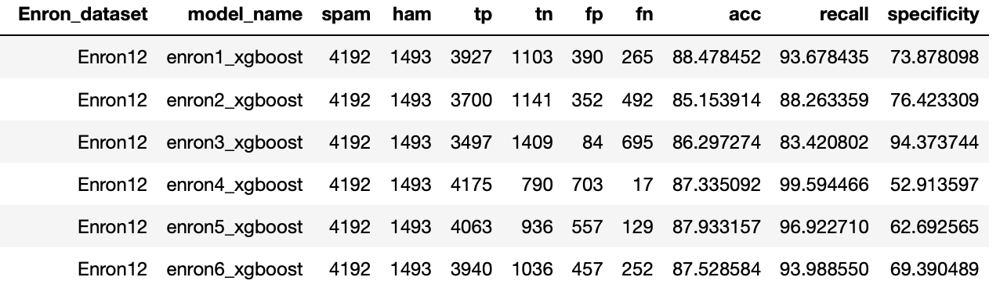 Enron_dataset model_name spam ham tp tn fp fn acc recall specificity
Enron12 enron1_xgboost 4192 1493 3927 1103 390 265 88.478452 93.678435 73.878098
Enron12 enron2_xgboost 4192 1493 3700 1141 352 492 85.153914 88.263359 76.423309
Enron12 enron3_xgboost 4192 1493 3497 1409 84 695 86.297274 83.420802 94.373744
Enron12 enron4_xgboost 4192 1493 4175 790 703 17 87.335092 99.594466 52.913597
Enron12 enron5_xgboost 4192 1493 4063 936 557 129 87.933157 96.922710 62.692565
Enron12 enron6_xgboost 4192 1493 3940 1036 457 252 87.528584 93.988550 69.390489